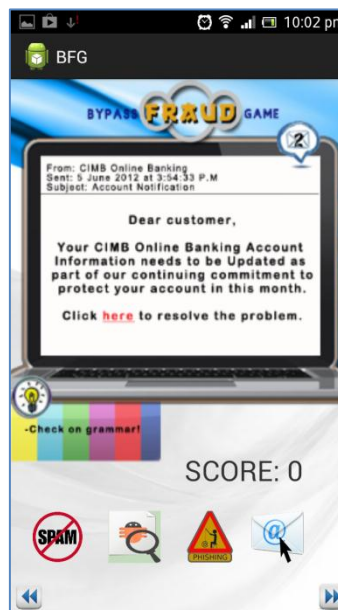 10:02 pm
BFG
BYPASS FRAUD GAME
?
From: CIMB Online Banking
Sent: 5 June 2012 at 3:54:33 P.M
Subject: Account Notification
Dear customer,
Your CIMB Online Banking Account
Information needs to be Updated as
part of our continuing commitment to
protect your account in this month.
Click here to resolve the problem.
-Check on grammar!
SCORE: 0
SPAM
PHISHING
@